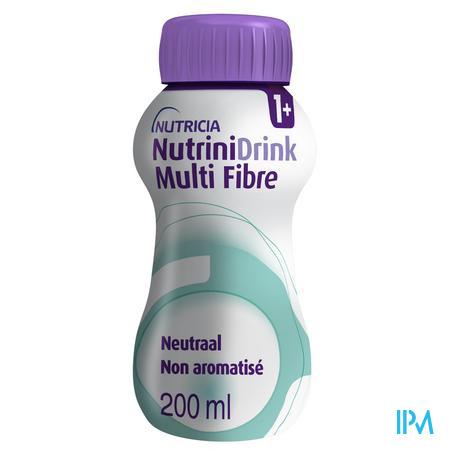 1+
NUTRICIA
NutriniDrink
Multi Fibre
Neutraal
Non aromatisé
200 ml
IPM